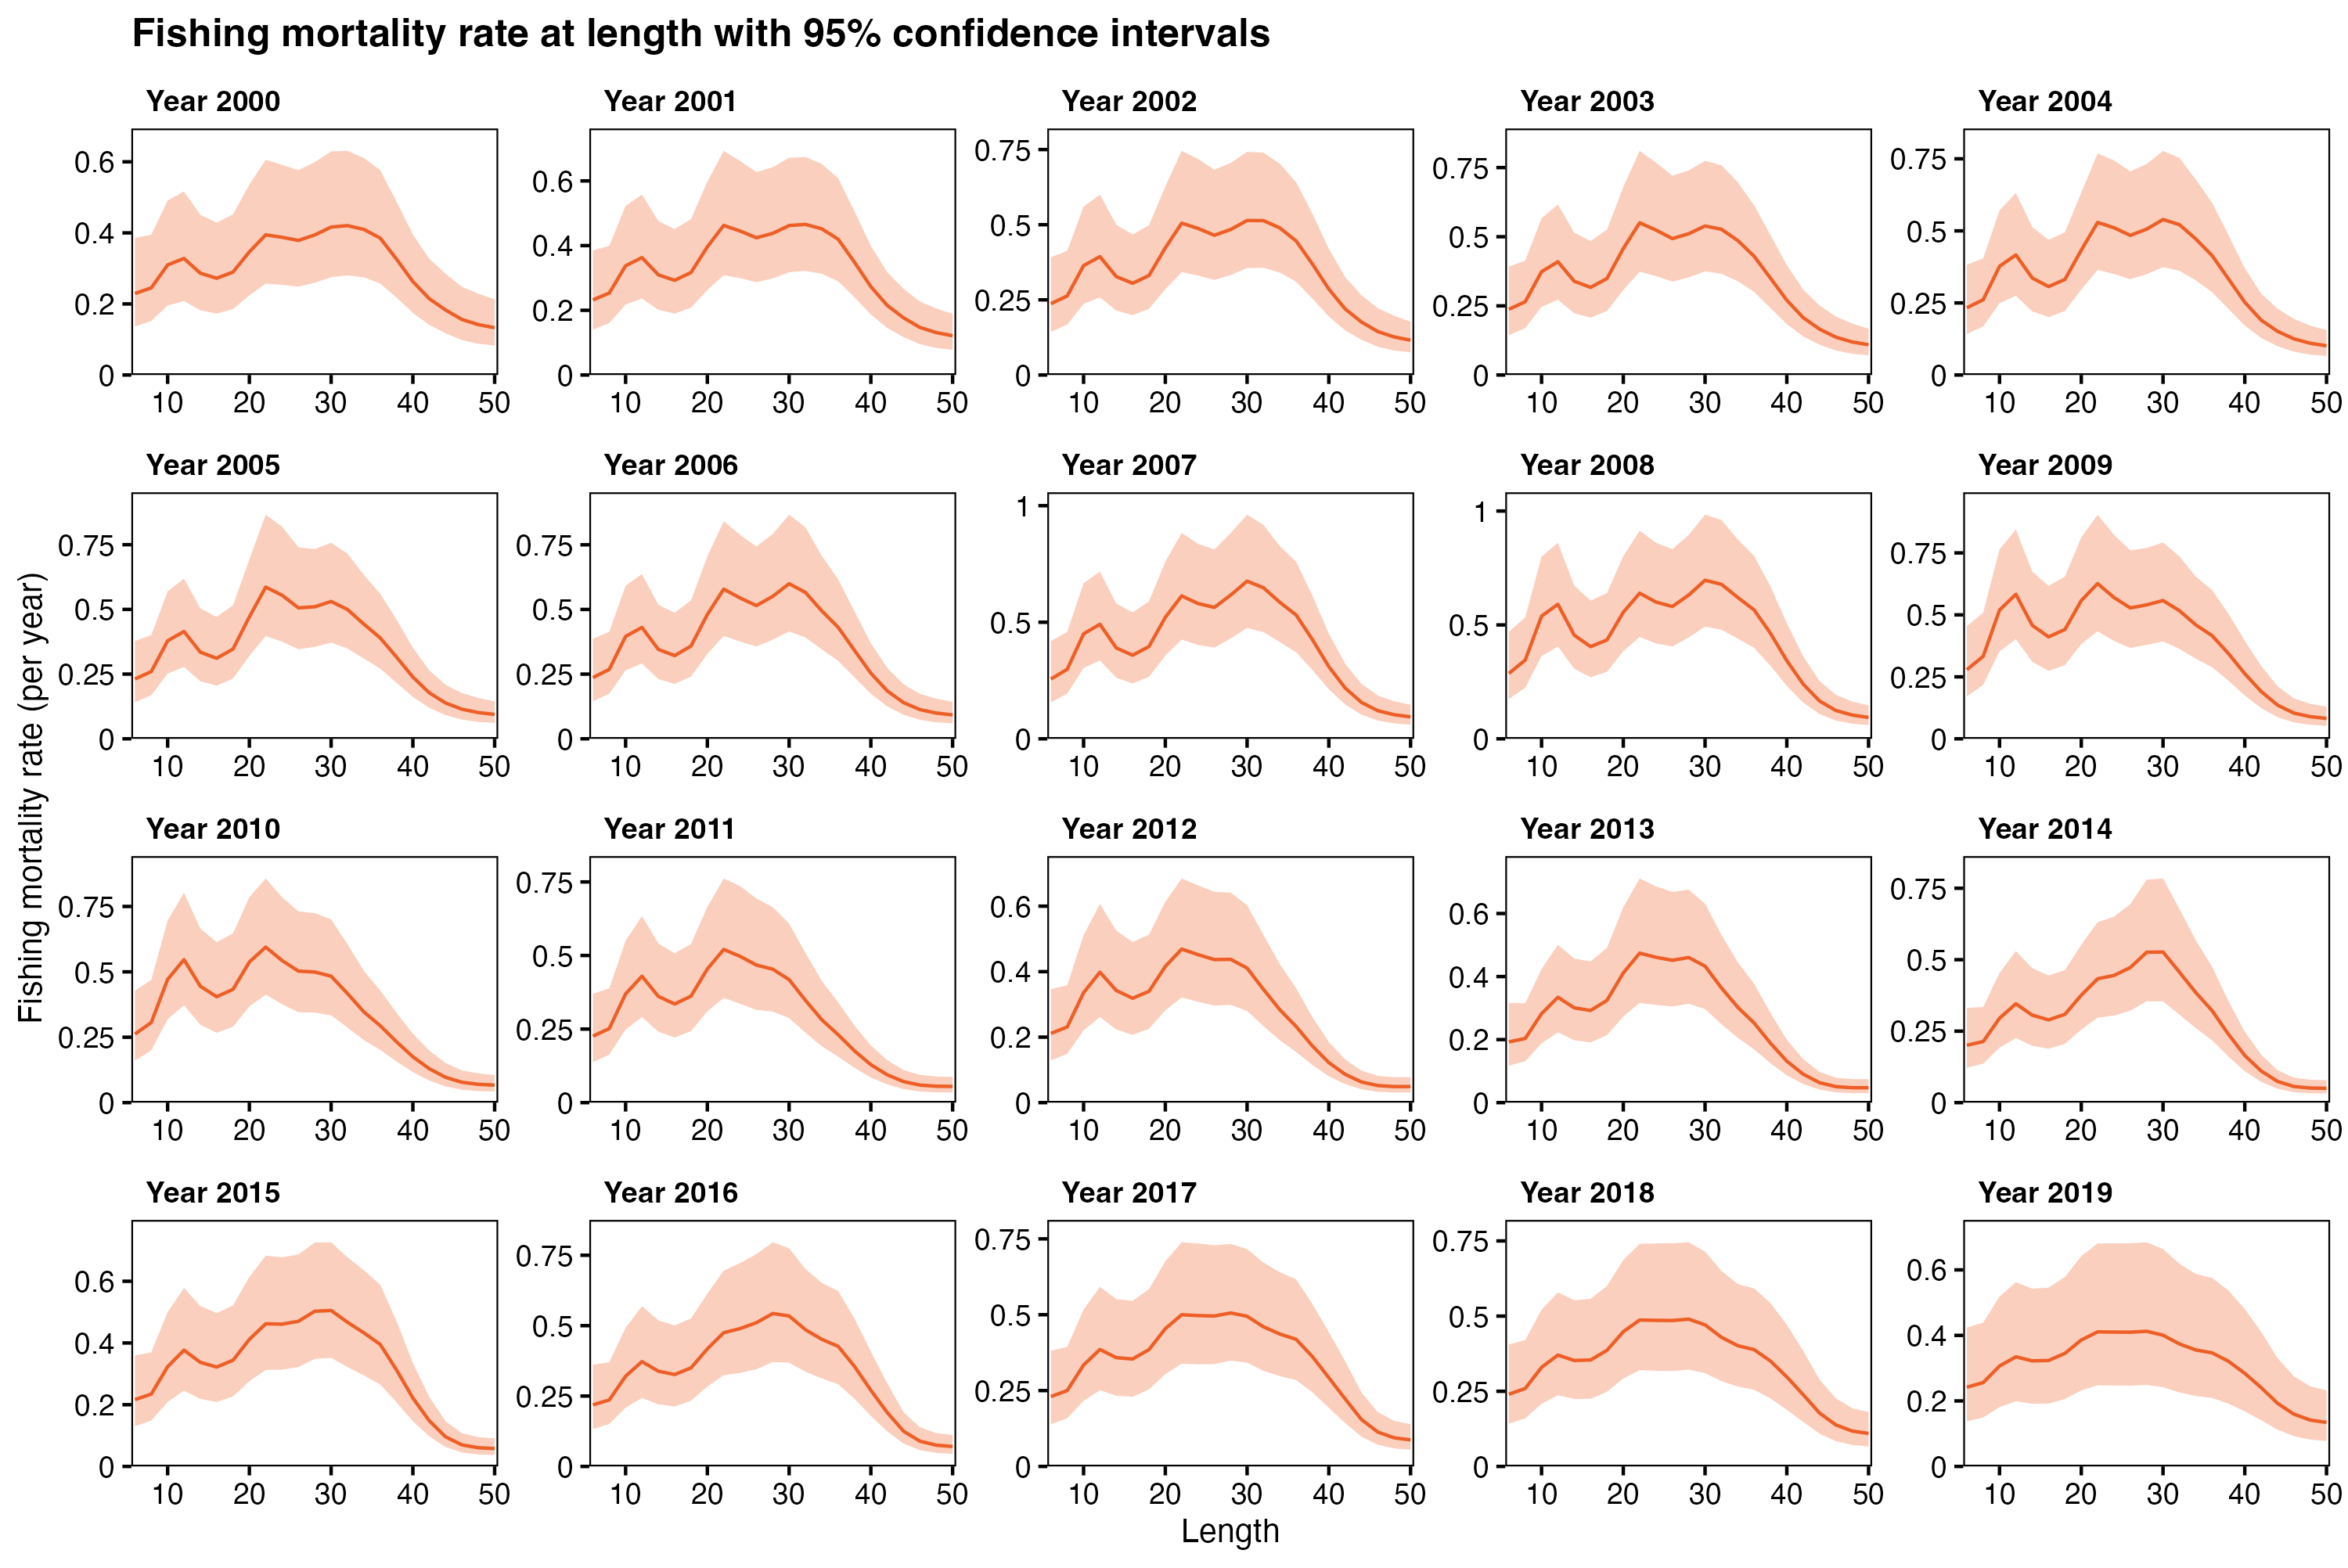 Fishing mortality rate at length with 95% confidence intervals
Fishing mortality rate (per year)
Year 2000 Year 2001 Year 2002 Year 2003 Year 2004
0.6 0.6 0.75 0.75 0.75
0.4 0.4 0.5 0.5 0.5
0.2 0.2 0.25 0.25 0.25
0 0 0 0 0
10 20 30 40 50 10 20 30 40 50 10 20 30 40 50 10 20 30 40 50 10 20 30 40 50
Year 2005 Year 2006 Year 2007 Year 2008 Year 2009
0.75 0.75 1 1 0.75
0.5 0.5 0.5 0.5 0.5
0.25 0.25 0.25
0 0 0 0 0
10 20 30 40 50 10 20 30 40 50 10 20 30 40 50 10 20 30 40 50 10 20 30 40 50
Year 2010 Year 2011 Year 2012 Year 2013 Year 2014
0.75 0.75 0.6 0.6 0.75
0.5 0.5 0.4 0.4 0.5
0.25 0.25 0.2 0.2 0.25
0 0 0 0 0
10 20 30 40 50 10 20 30 40 50 10 20 30 40 50 10 20 30 40 50 10 20 30 40 50
Year 2015 Year 2016 Year 2017 Year 2018 Year 2019
0.6 0.75 0.75 0.75 0.6
0.4 0.5 0.5 0.5 0.4
0.2 0.25 0.25 0.25 0.2
0 0 0 0 0
10 20 30 40 50 10 20 30 40 50 10 20 30 40 50 10 20 30 40 50 10 20 30 40 50
Length